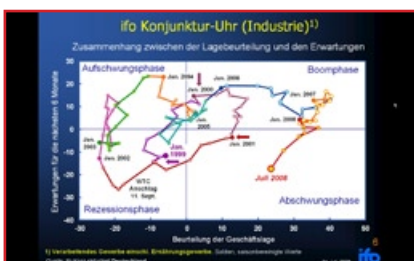 ifo Konjunktur-Uhr (Industrie)1)
Zusammenhang zwischen der Lagebeurteilung und den Erwartungen
Erwartungen für die nächsten 6 Monate
30
20
10
0
-10
-20
-30
-40
Aufschwungsphase
Jan. 2004
Jan. 2006
Boomphase
Jan. 2000
Jan. 2007
Jan. 2003
Jan. 2005
Jan. 2008
Jan. 2002
Jan. 1999
Jan. 2001
WTC
Anschlag
11. Sept.
Juli 2008
Rezessionsphase
Abschwungsphase
-30 -20 -10 0 10 20 30 40 50
Beurteilung der Geschäftslage
6
1) Verarbeitendes Gewerbe einschl. Ernährungsgewerbe. Salden, saisonbereinigte Werte
ifo